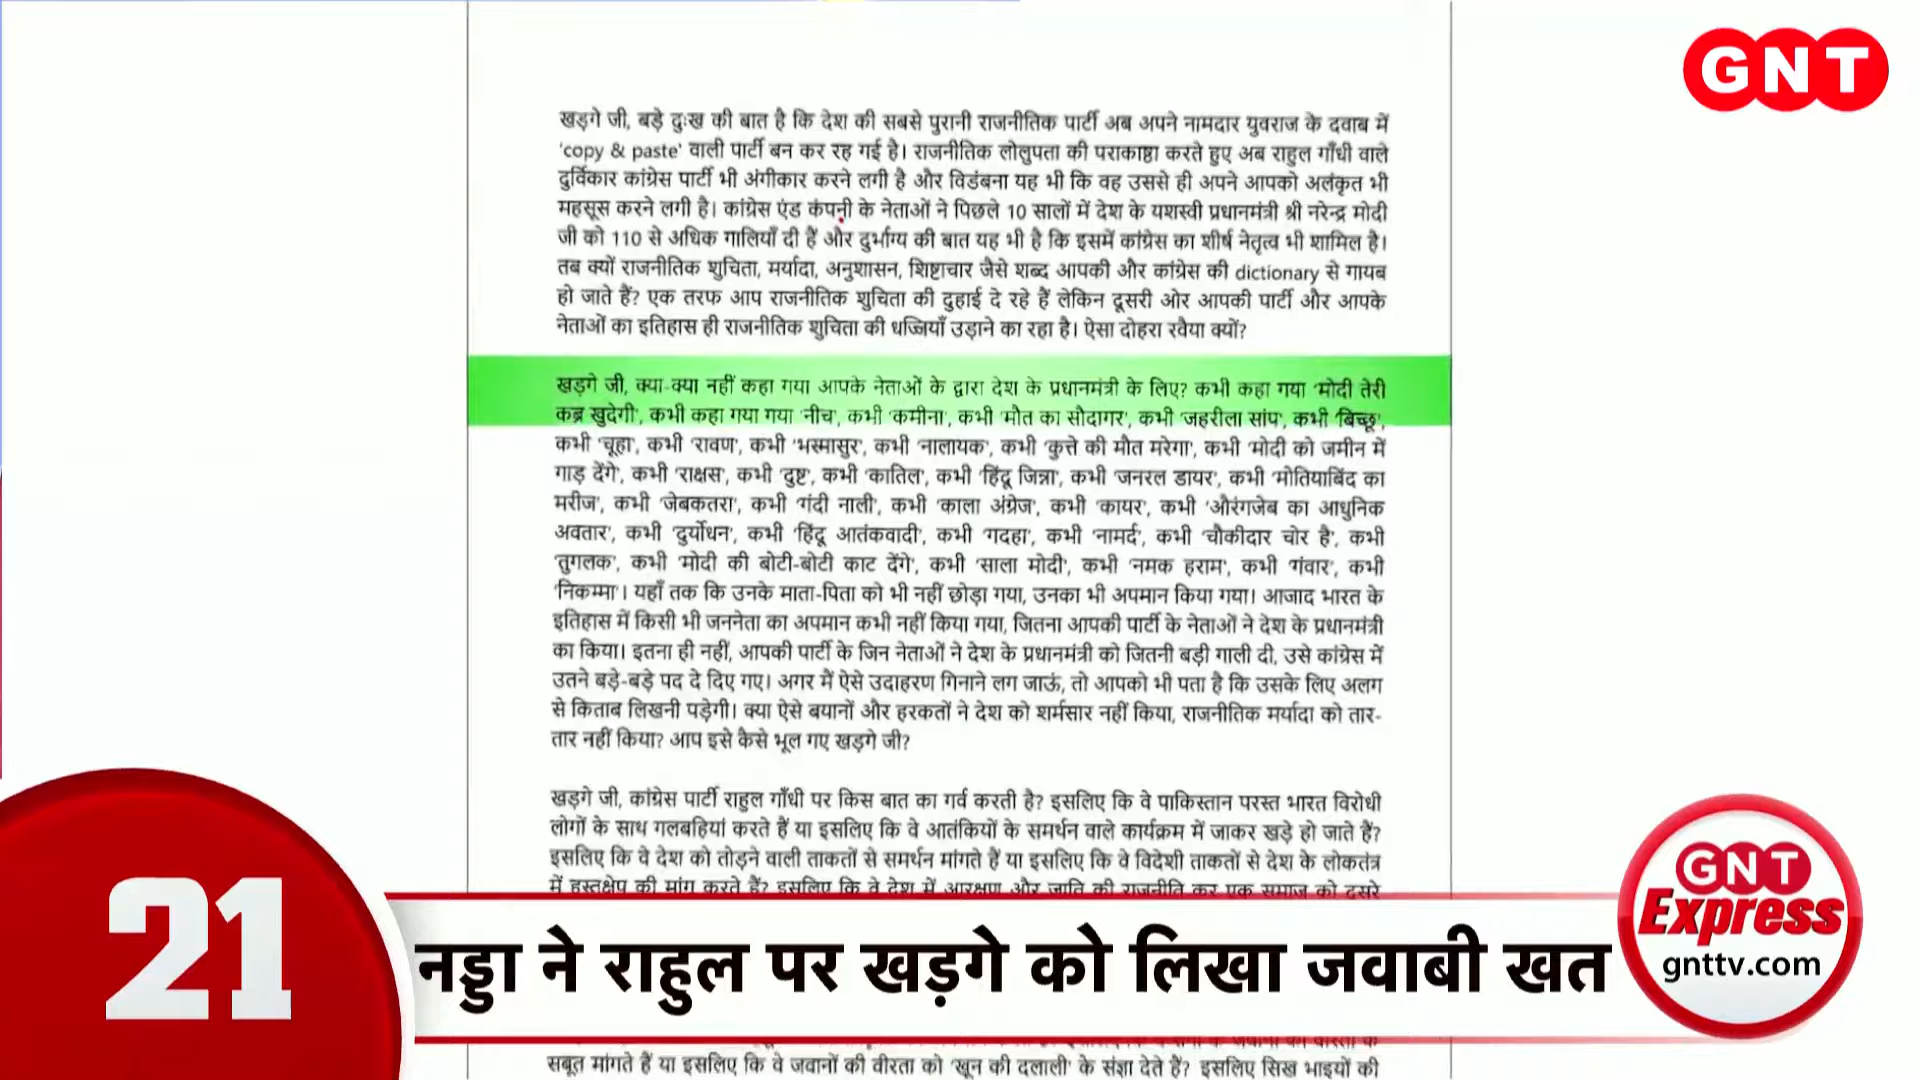 GNT
खड़गे जी, बड़े दुःख की बात है कि देश की सबसे पुरानी राजनीतिक पार्टी अब अपने नामदार युवराज के दवाब में
'copy & paste' वाली पार्टी बन कर रह गई है। राजनीतिक लोलुपता की पराकाष्ठा करते हुए अब राहुल गाँधी वाले
दुर्विकार कांग्रेस पार्टी भी अंगीकार करने लगी है और विडंबना यह भी कि वह उससे ही अपने आपको अलंकृत भी
महसूस करने लगी है। कांग्रेस एंड कंपनी के नेताओं ने पिछले 10 सालों में देश के यशस्वी प्रधानमंत्री श्री नरेन्द्र मोदी
जी को 110 से अधिक गालियाँ दी हैं और दुर्भाग्य की बात यह भी है कि इसमें कांग्रेस का शीर्ष नेतृत्व भी शामिल है।
तब क्यों राजनीतिक शुचिता, मर्यादा, अनुशासन, शिष्टाचार जैसे शब्द आपकी और कांग्रेस की dictionary से गायब
हो जाते हैं? एक तरफ आप राजनीतिक शुचिता की दुहाई दे रहे हैं लेकिन दूसरी ओर आपकी पार्टी और आपके
नेताओं का इतिहास ही राजनीतिक शुचिता की धज्जियाँ उड़ाने का रहा है। ऐसा दोहरा रवैया क्यों?
खड़गे जी, क्या-क्या नहीं कहा गया आपके नेताओं के द्वारा देश के प्रधानमंत्री के लिए? कभी कहा गया 'मोदी तेरी
कब्र खुदेगी', कभी कहा गया गया 'नीच', कभी 'कमीना', कभी 'मौत का सौदागर', कभी 'जहरीला सांप', कभी 'बिच्छू',
कभी 'चूहा', कभी 'रावण', कभी 'भस्मासुर', कभी 'नालायक', कभी 'कुत्ते की मौत मरेगा', कभी 'मोदी को जमीन में
गाड़ देंगे', कभी 'राक्षस', कभी 'दुष्ट', कभी 'कातिल', कभी 'हिंदू जिन्ना', कभी 'जनरल डायर', कभी 'मोतियाबिंद का
मरीज', कभी 'जेबकतरा', कभी 'गंदी नाली', कभी 'काला अंग्रेज', कभी 'कायर', कभी 'औरंगजेब का आधुनिक
अवतार', कभी 'दुर्योधन', कभी 'हिंदू आतंकवादी', कभी 'गदहा', कभी 'नामर्द', कभी 'चौकीदार चोर है', कभी
'तुगलक', कभी 'मोदी की बोटी-बोटी काट देंगे', कभी 'साला मोदी', कभी 'नमक हराम', कभी 'गंवार', कभी
'निकम्मा'। यहाँ तक कि उनके माता-पिता को भी नहीं छोड़ा गया, उनका भी अपमान किया गया। आजाद भारत के
इतिहास में किसी भी जननेता का अपमान कभी नहीं किया गया, जितना आपकी पार्टी के नेताओं ने देश के प्रधानमंत्री
का किया। इतना ही नहीं, आपकी पार्टी के जिन नेताओं ने देश के प्रधानमंत्री को जितनी बड़ी गाली दी, उसे कांग्रेस में
उतने बड़े-बड़े पद दे दिए गए। अगर मैं ऐसे उदाहरण गिनाने लग जाऊं, तो आपको भी पता है कि उसके लिए अलग
से किताब लिखनी पड़ेगी। क्या ऐसे बयानों और हरकतों ने देश को शर्मसार नहीं किया, राजनीतिक मर्यादा को तार-
तार नहीं किया? आप इसे कैसे भूल गए खड़गे जी?
खड़गे जी, कांग्रेस पार्टी राहुल गाँधी पर किस बात का गर्व करती है? इसलिए कि वे पाकिस्तान परस्त भारत विरोधी
लोगों के साथ गलबहियां करते हैं या इसलिए कि वे आतंकियों के समर्थन वाले कार्यक्रम में जाकर खड़े हो जाते हैं?
इसलिए कि वे देश को तोड़ने वाली ताकतों से समर्थन मांगते हैं या इसलिए कि वे विदेशी ताकतों से देश के लोकतंत्र
में हस्तक्षेप की मांग करते हैं? इसलिए कि वे देश में आरक्षण और जाति की राजनीति कर एक समाज को दूसरे
21
नड्डा ने राहुल पर खड़गे को लिखा जवाबी खत
GNT
Express
gnttv.com
सबूत मांगते हैं या इसलिए कि वे जवानों की वीरता को 'खून की दलाली' के संज्ञा देते हैं? इसलिए सिख भाइयों की